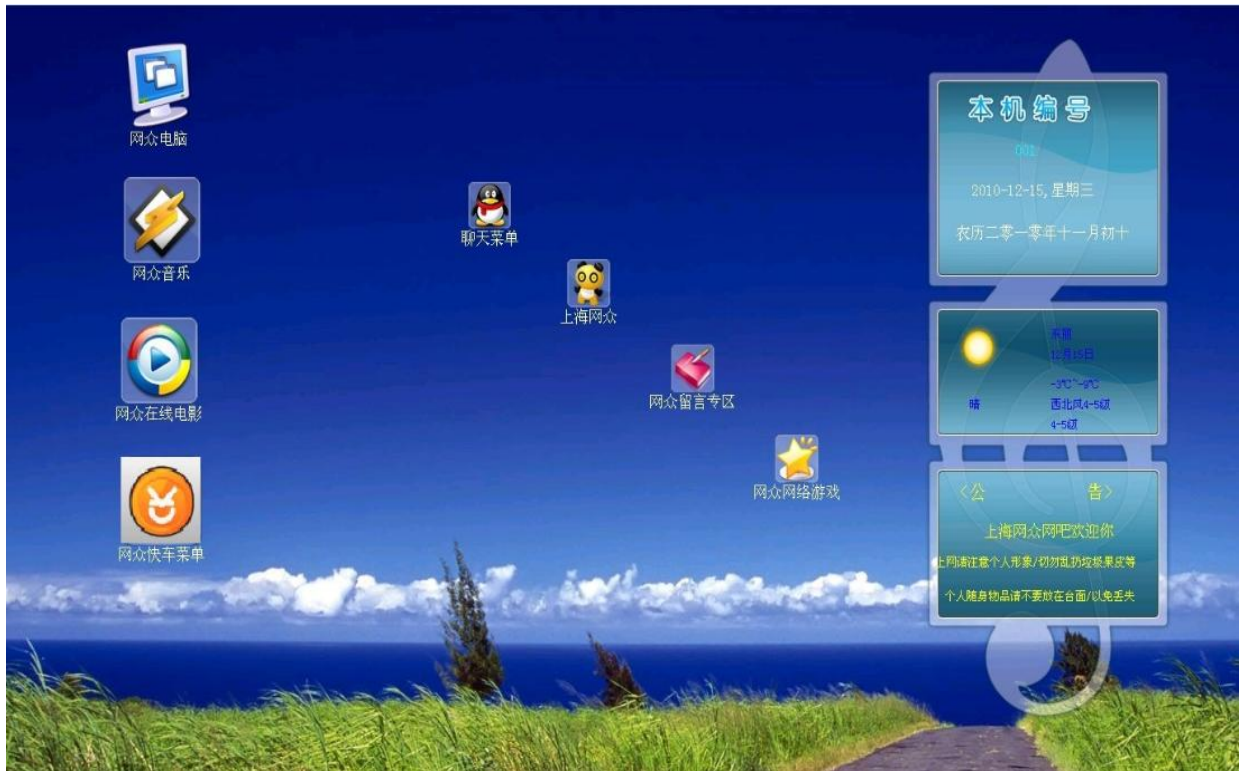 网众电脑
网众音乐
网众在线电影
网众快车菜单
聊天菜单
上海网众
网众留言专区
网众网络游戏
本机编号
2010-12-15,星期三
农历二零一零年十一月初十
12月15日
-3℃~-9℃
晴
西北风4-5级
4-5级
<公 告>
上海网众网吧欢迎你
上网请注意个人形象/切勿乱扔垃圾果皮等
个人随身物品请不要放在台面/以免丢失